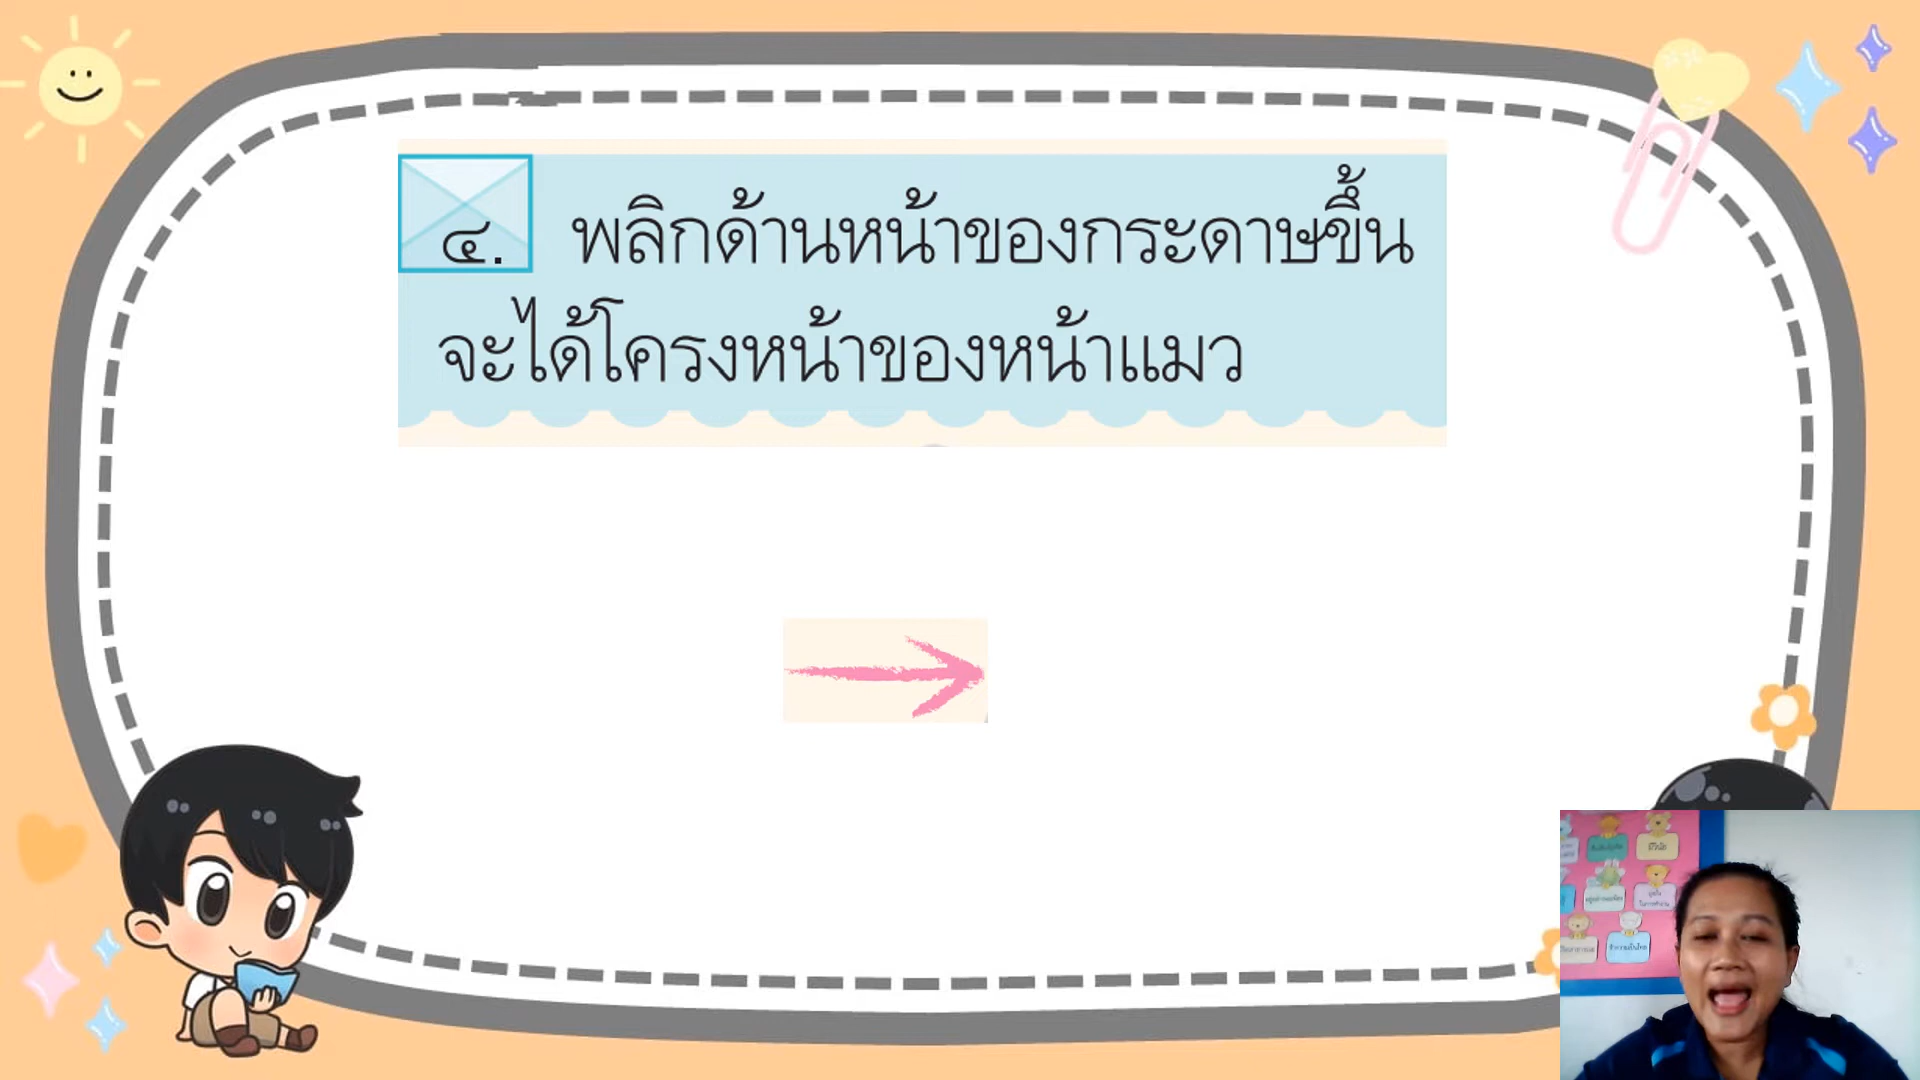 ๔. พลิกด้านหน้าของกระดาษขึ้น
จะได้โครงหน้าของหน้าแมว